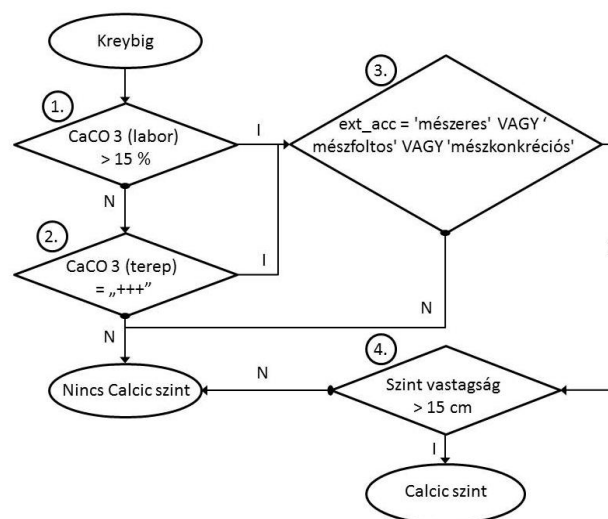 Kreybig
1.
CaCO 3 (labor)
> 15 %
I
N
2.
CaCO 3 (terep)
= „+++”
I
N
3.
ext_acc = 'mészeres' VAGY ‘
mészfoltos' VAGY 'mészkonkréciós'
N
4.
Szint vastagság
> 15 cm
N
I
Nincs Calcic szint
Calcic szint